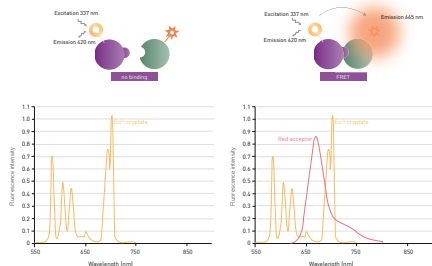 Excitation 337 nm
Emission 620 nm
no binding
Excitation 337 nm
Emission 620 nm
Emission 665 nm
FRET
Fluorescence intensity
1.1
1
0.9
0.8
0.7
0.6
0.5
0.4
0.3
0.2
0.1
0
550
650
750
850
Wavelength [nm]
Eu³⁺ cryptate
Fluorescence intensity
1.1
1
0.9
0.8
0.7
0.6
0.5
0.4
0.3
0.2
0.1
0
550
650
750
850
Wavelength [nm]
Red acceptor
Eu³⁺ cryptate